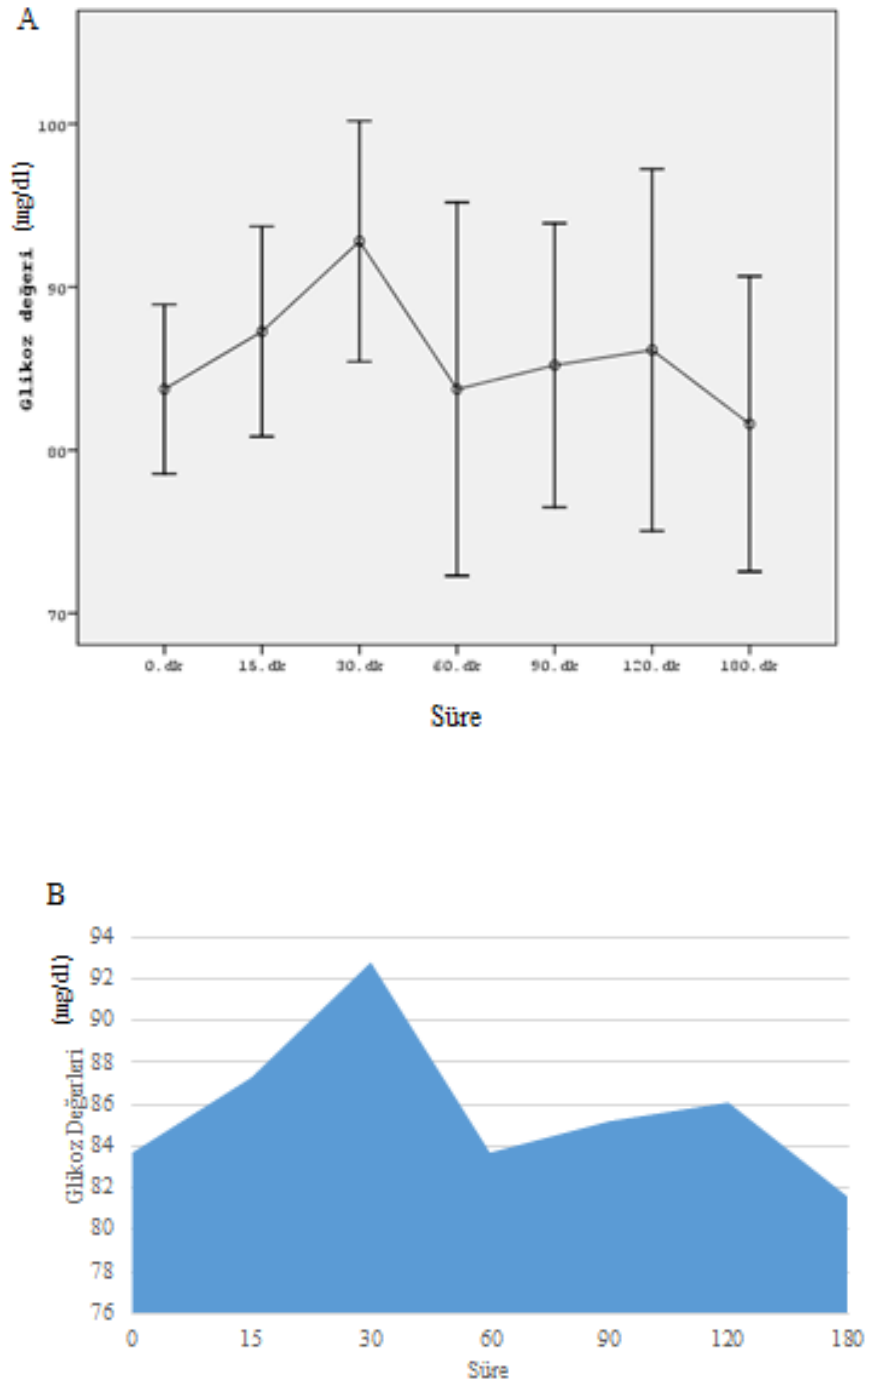 A
Glikoz değeri (mg/dl)
100
90
80
70
0.dk 15.dk 30.dk 60.dk 90.dk 120.dk 180.dk
Süre
B
Glikoz Değerleri (mg/dl)
94
92
90
88
86
84
82
80
78
76
0 15 30 60 90 120 180
Süre